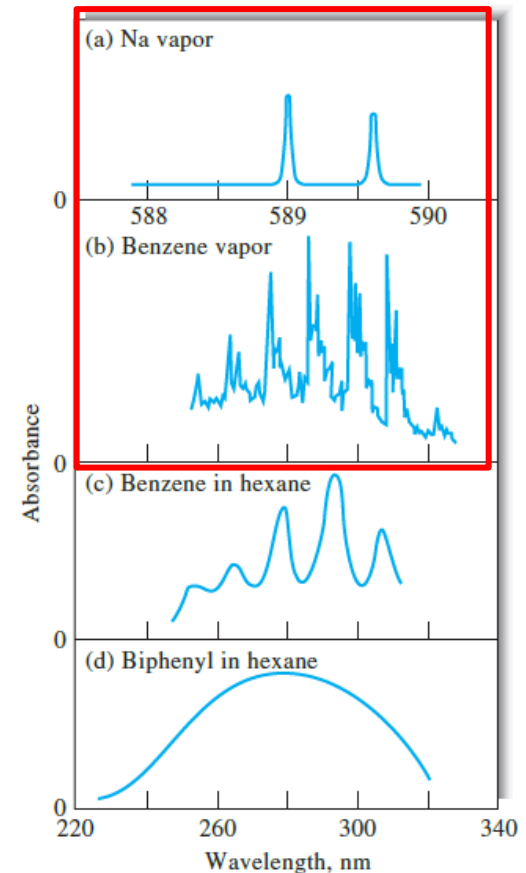 (a) Na vapor
0
588 589 590
(b) Benzene vapor
Absorbance
0
(c) Benzene in hexane
0
(d) Biphenyl in hexane
0
220 260 300 340
Wavelength, nm